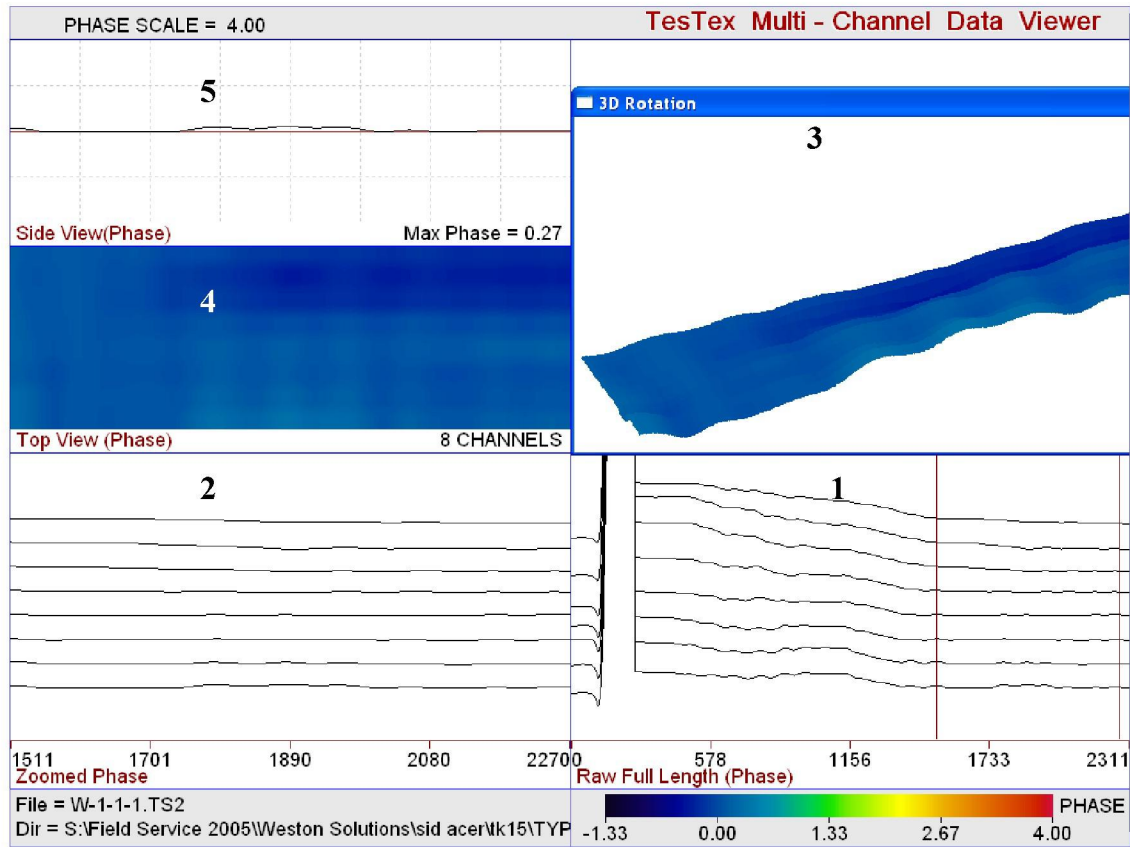 PHASE SCALE = 4.00
TesTex Multi - Channel Data Viewer
5
3D Rotation
3
Side View(Phase)
Max Phase = 0.27
4
Top View (Phase)
8 CHANNELS
2
1
1511 1701 1890 2080 2270
0 578 1156 1733 2311
Zoomed Phase
Raw Full Length (Phase)
File = W-1-1-1.TS2
Dir = S:\Field Service 2005\Weston Solutions\sid acer\tk15\TYP
PHASE
-1.33 0.00 1.33 2.67 4.00